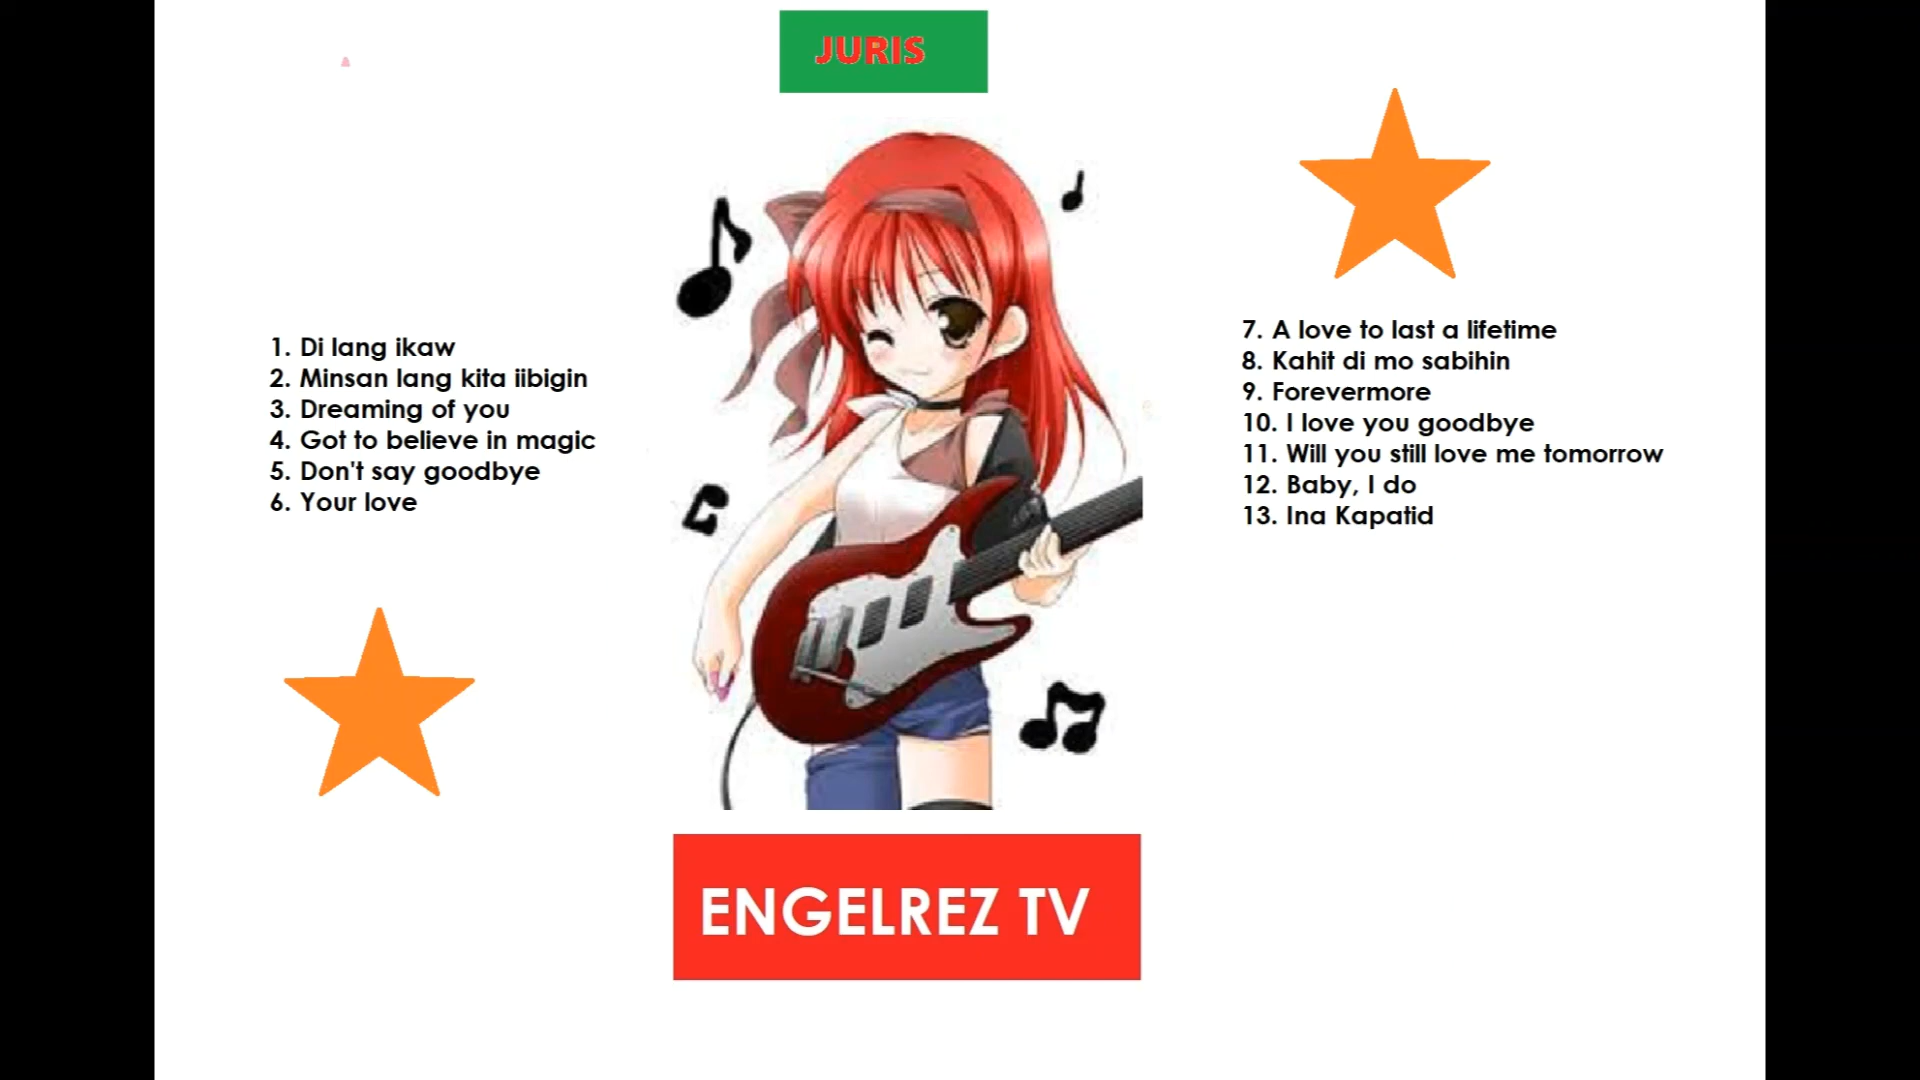 JURIS
1. Di lang ikaw
2. Minsan lang kita iibigin
3. Dreaming of you
4. Got to believe in magic
5. Don't say goodbye
6. Your love
7. A love to last a lifetime
8. Kahit di mo sabihin
9. Forevermore
10. I love you goodbye
11. Will you still love me tomorrow
12. Baby, I do
13. Ina Kapatid
ENGELREZ TV